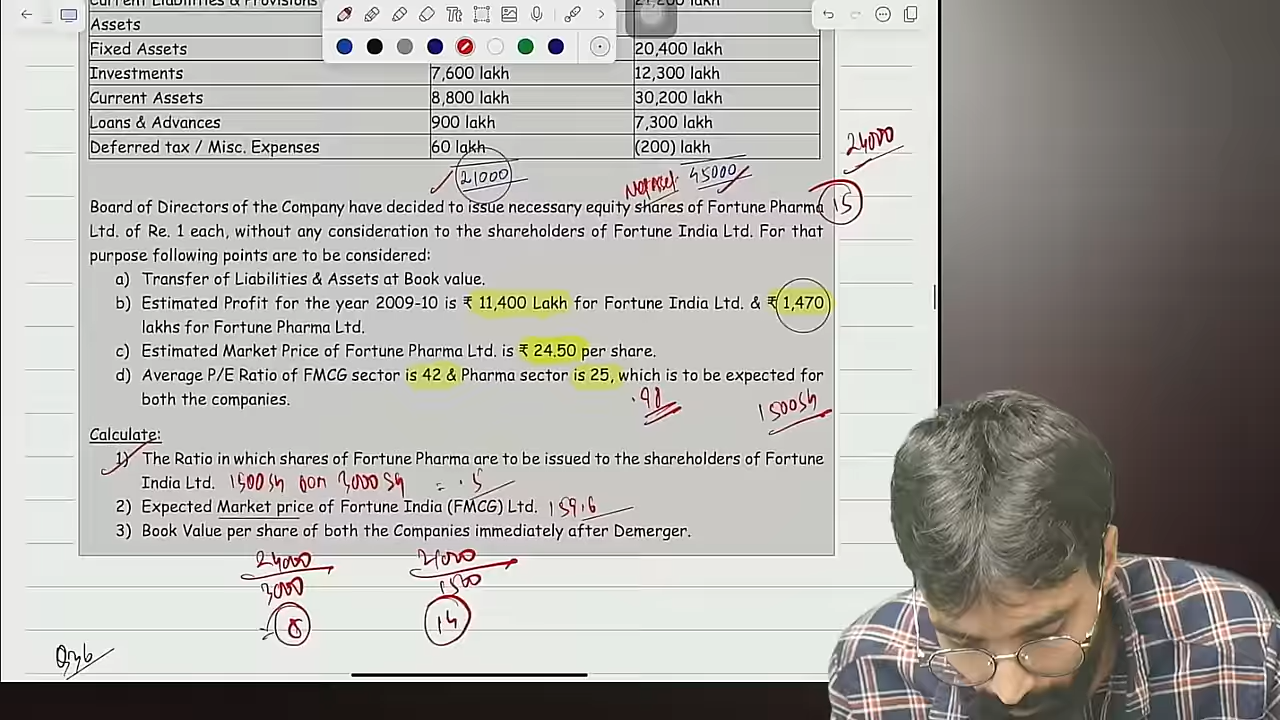 Current Liabilities & Provisions 21,200 lakh
Assets
Fixed Assets 20,400 lakh
Investments 7,600 lakh 12,300 lakh
Current Assets 8,800 lakh 30,200 lakh
Loans & Advances 900 lakh 7,300 lakh
Deferred tax / Misc. Expenses 60 lakh (200) lakh
24000
21000
Net Asset 45000
15
Board of Directors of the Company have decided to issue necessary equity shares of Fortune Pharma
Ltd. of Re. 1 each, without any consideration to the shareholders of Fortune India Ltd. For that
purpose following points are to be considered:
a) Transfer of Liabilities & Assets at Book value.
b) Estimated Profit for the year 2009-10 is ₹ 11,400 Lakh for Fortune India Ltd. & ₹ 1,470
lakhs for Fortune Pharma Ltd.
c) Estimated Market Price of Fortune Pharma Ltd. is ₹ 24.50 per share.
d) Average P/E Ratio of FMCG sector is 42 & Pharma sector is 25, which is to be expected for
both the companies.
.98
1500Sh
Calculate:
1) The Ratio in which shares of Fortune Pharma are to be issued to the shareholders of Fortune
India Ltd. 1500Sh 3000Sh = .5
2) Expected Market price of Fortune India (FMCG) Ltd. 159.6
3) Book Value per share of both the Companies immediately after Demerger.
24000 21000
3000 1500
= 8 14